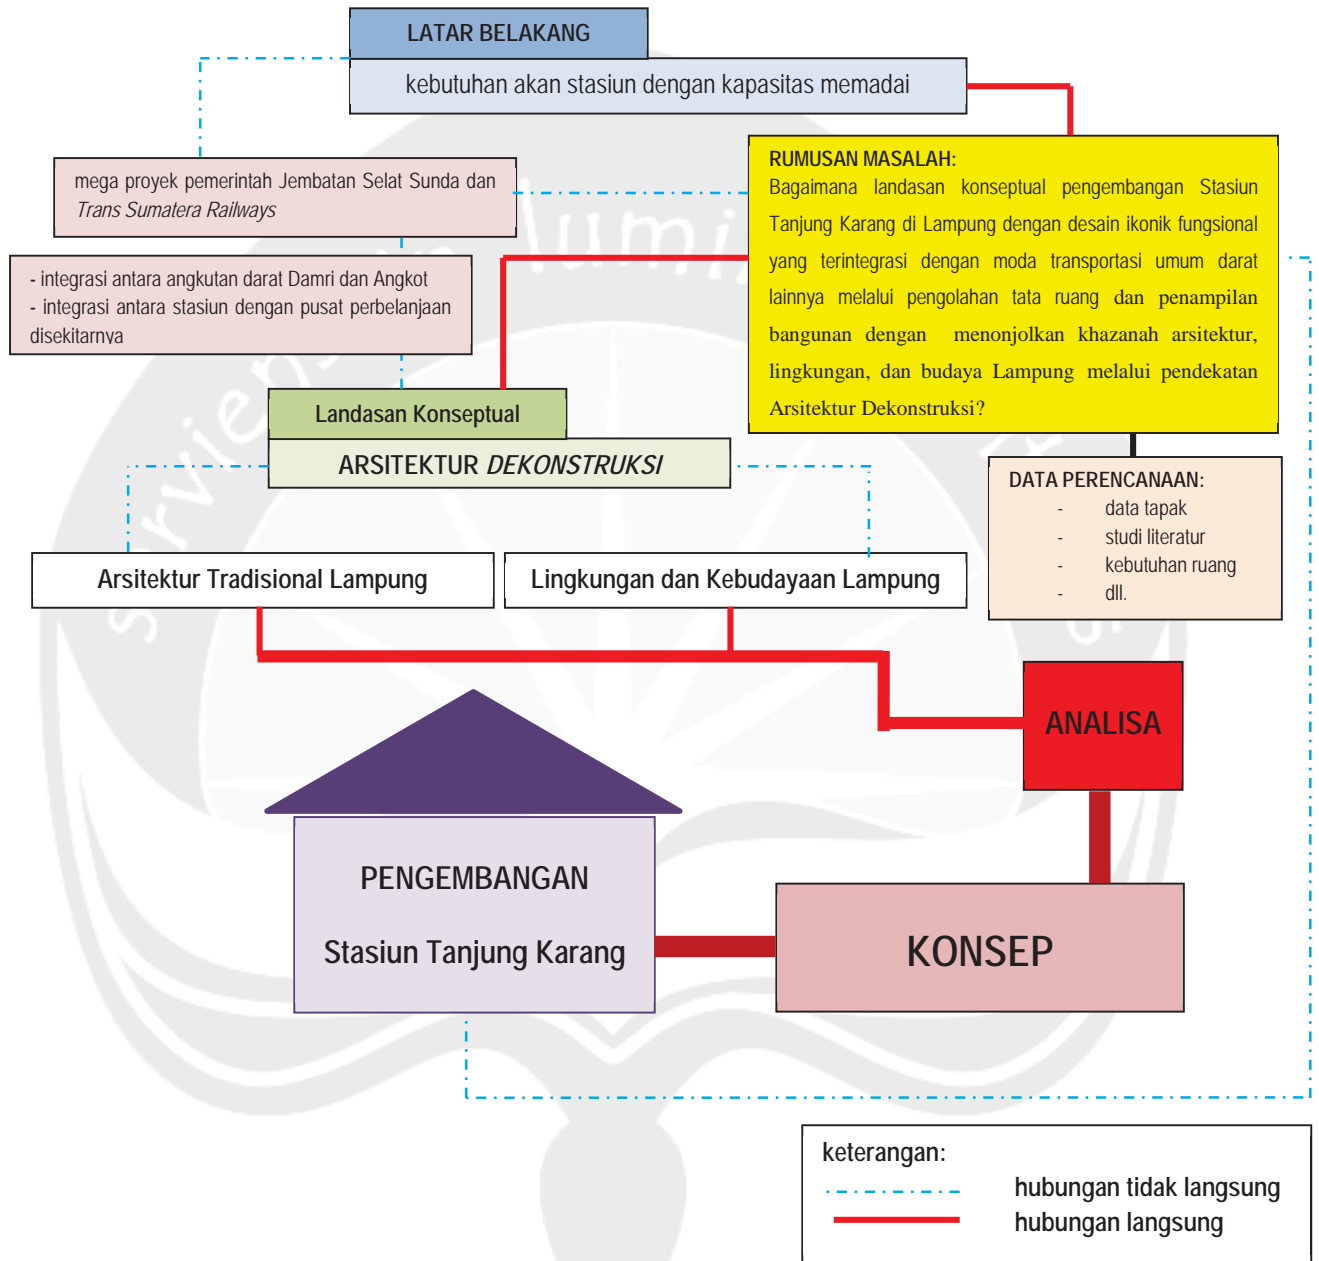 LATAR BELAKANG
kebutuhan akan stasiun dengan kapasitas memadai
mega proyek pemerintah Jembatan Selat Sunda dan
Trans Sumatera Railways
- integrasi antara angkutan darat Damri dan Angkot
- integrasi antara stasiun dengan pusat perbelanjaan
disekitarnya
RUMUSAN MASALAH:
Bagaimana landasan konseptual pengembangan Stasiun
Tanjung Karang di Lampung dengan desain ikonik fungsional
yang terintegrasi dengan moda transportasi umum darat
lainnya melalui pengolahan tata ruang dan penampilan
bangunan dengan menonjolkan khazanah arsitektur,
lingkungan, dan budaya Lampung melalui pendekatan
Arsitektur Dekonstruksi?
Landasan Konseptual
ARSITEKTUR DEKONSTRUKSI
DATA PERENCANAAN:
- data tapak
- studi literatur
- kebutuhan ruang
- dll.
Arsitektur Tradisional Lampung
Lingkungan dan Kebudayaan Lampung
ANALISA
PENGEMBANGAN
Stasiun Tanjung Karang
KONSEP
keterangan:
hubungan tidak langsung
hubungan langsung